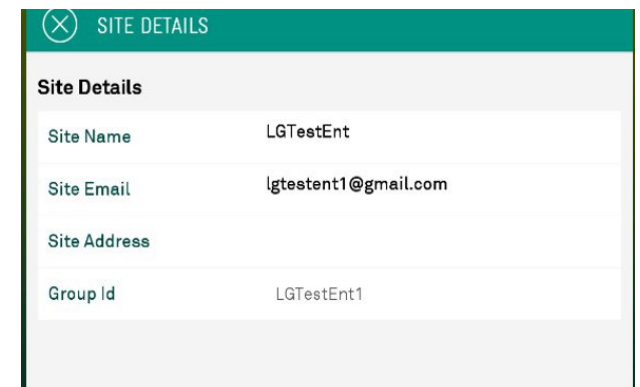 SITE DETAILS
Site Details
Site Name LGTestEnt
Site Email lgtestent1@gmail.com
Site Address
Group Id LGTestEnt1